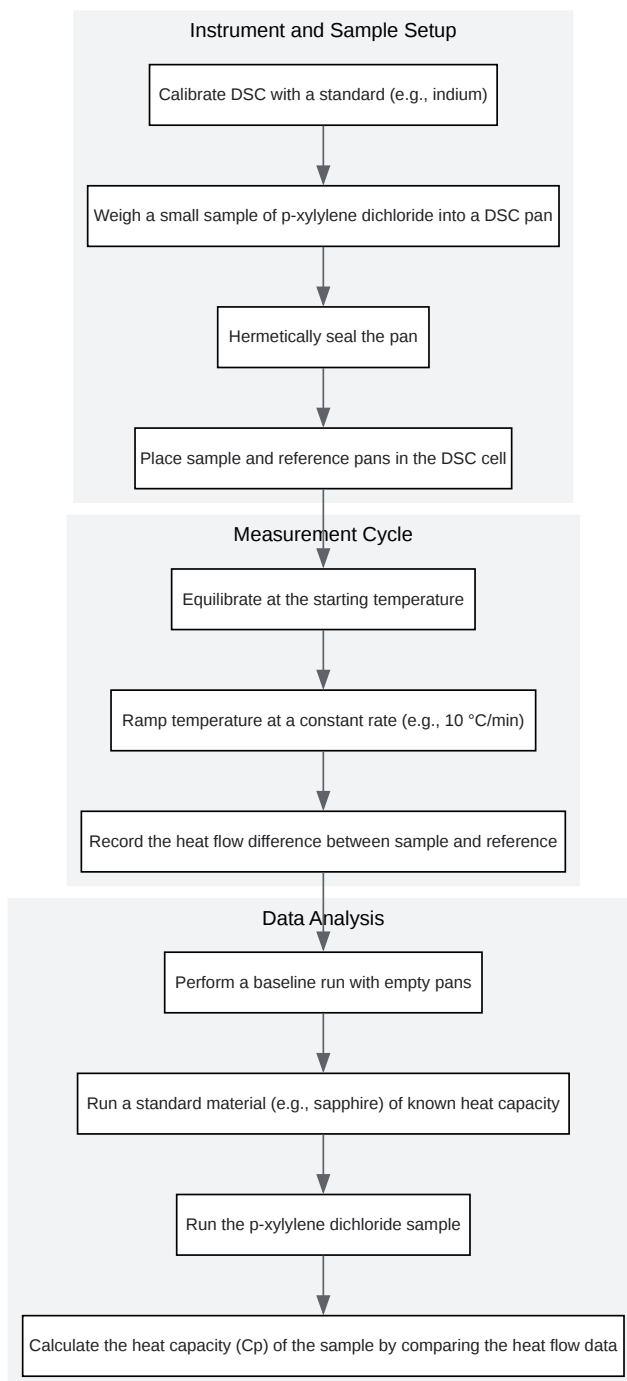 Instrument and Sample Setup
Calibrate DSC with a standard (e.g., indium)
Weigh a small sample of p-xylylene dichloride into a DSC pan
Hermetically seal the pan
Place sample and reference pans in the DSC cell
Measurement Cycle
Equilibrate at the starting temperature
Ramp temperature at a constant rate (e.g., 10 °C/min)
Record the heat flow difference between sample and reference
Data Analysis
Perform a baseline run with empty pans
Run a standard material (e.g., sapphire) of known heat capacity
Run the p-xylylene dichloride sample
Calculate the heat capacity (Cp) of the sample by comparing the heat flow data